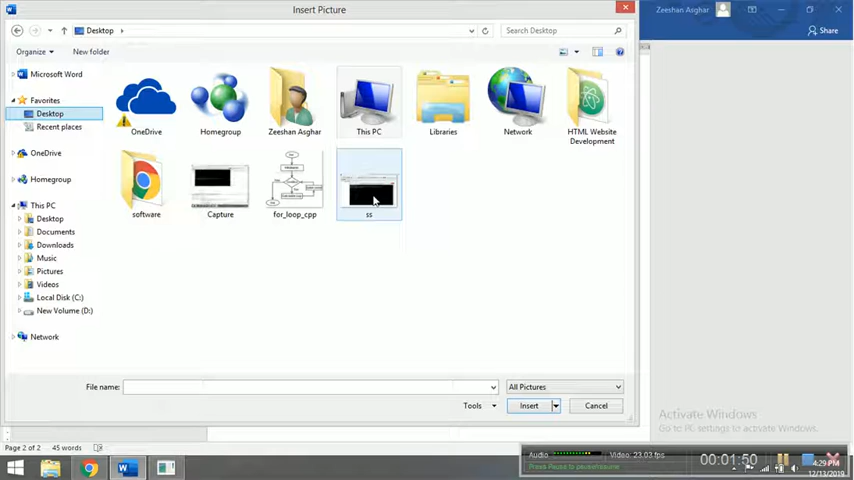 Insert Picture
Zeeshan Asghar
Desktop
Search Desktop
Share
Organize
New folder
Microsoft Word
Favorites
Desktop
Recent places
OneDrive
Homegroup
This PC
Desktop
Documents
Downloads
Music
Pictures
Videos
Local Disk (C:)
New Volume (D:)
Network
OneDrive
Homegroup
Zeeshan Asghar
This PC
Libraries
Network
HTML Website
Development
software
Capture
for_loop_cpp
ss
File name:
All Pictures
Tools
Insert
Cancel
Activate Windows
Go to PC settings to activate Windows.
Page 2 of 2
45 words
Audio
Video: 23.03 fps
00:01:50
4:29 PM
12/13/2019